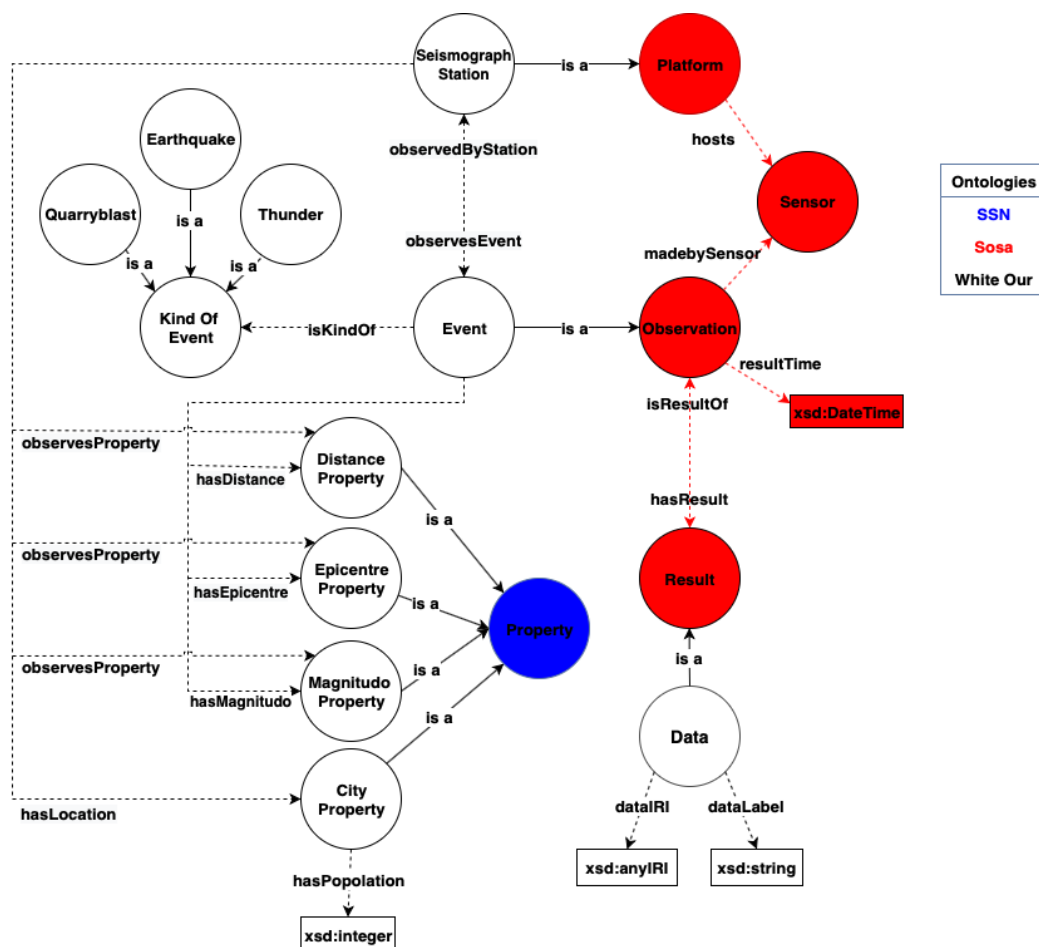 Seismograph
Station
is a
Platform
Earthquake
observedByStation
hosts
Quarryblast
is a
Thunder
Sensor
Ontologies
SSN
Sosa
White Our
is a
is a
observesEvent
madebySensor
Kind Of
Event
isKindOf
Event
is a
Observation
resultTime
isResultOf
xsd:DateTime
observesProperty
Distance
Property
hasDistance
is a
hasResult
observesProperty
Epicentre
Property
hasEpicentre
is a
Result
Property
observesProperty
is a
is a
Magnitudo
Property
hasMagnitudo
is a
Data
City
Property
hasLocation
dataIRI
dataLabel
xsd:anyIRI
xsd:string
hasPopolation
xsd:integer